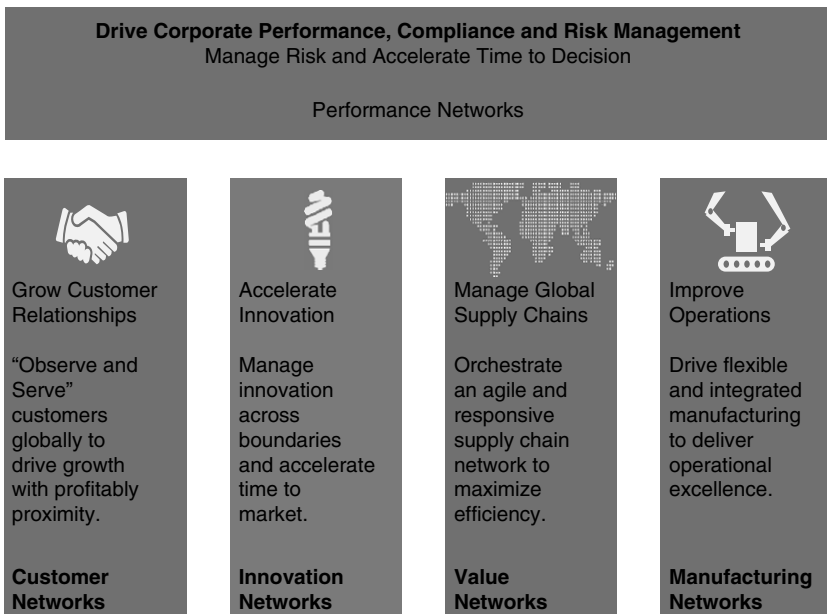 Drive Corporate Performance, Compliance and Risk Management
Manage Risk and Accelerate Time to Decision
Performance Networks
Grow Customer
Relationships
“Observe and
Serve”
customers
globally to
drive growth
with profitably
proximity.
Customer
Networks
Accelerate
Innovation
Manage
innovation
across
boundaries
and accelerate
time to
market.
Innovation
Networks
Manage Global
Supply Chains
Orchestrate
an agile and
responsive
supply chain
network to
maximize
efficiency.
Value
Networks
Improve
Operations
Drive flexible
and integrated
manufacturing
to deliver
operational
excellence.
Manufacturing
Networks